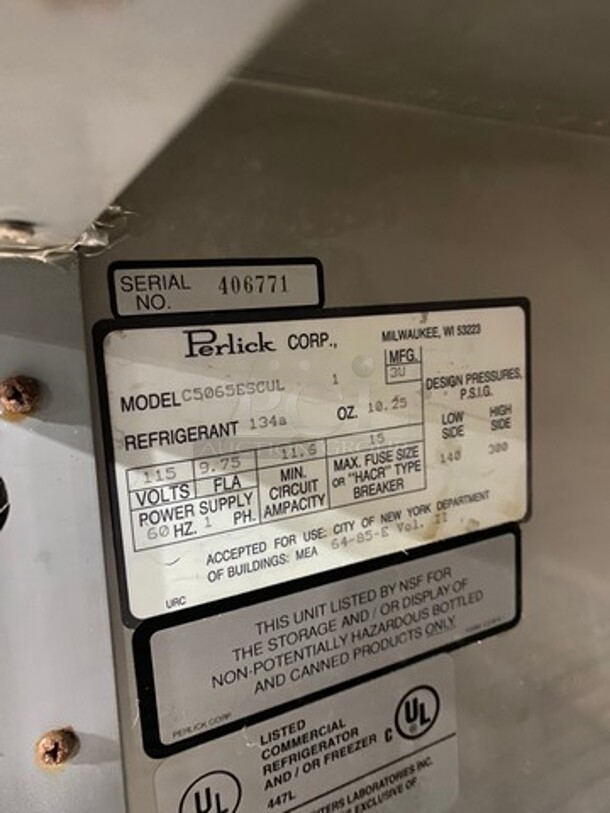 SERIAL NO. 406771
Perlick CORP., MILWAUKEE, WI 53223
MODEL C5065ESCUL 1
MFG.
3U
REFRIGERANT 134a OZ. 10.25
DESIGN PRESSURES, P.S.I.G.
LOW SIDE
HIGH SIDE
140 300
115 9.75 11.6 15
VOLTS FLA
MIN. CIRCUIT AMPACITY
MAX. FUSE SIZE OR "HACR" TYPE BREAKER
POWER SUPPLY
60 HZ. 1 PH.
ACCEPTED FOR USE: CITY OF NEW YORK DEPARTMENT
OF BUILDINGS: MEA 64-85-E Vol. II
URC
THIS UNIT LISTED BY NSF FOR
THE STORAGE AND / OR DISPLAY OF
NON-POTENTIALLY HAZARDOUS BOTTLED
AND CANNED PRODUCTS ONLY.
PERLICK CORP.
LISTED
COMMERCIAL
REFRIGERATOR
AND / OR FREEZER
447L
C UL ®
UL
LABORATORIES INC.
EXCLUSIVE OF